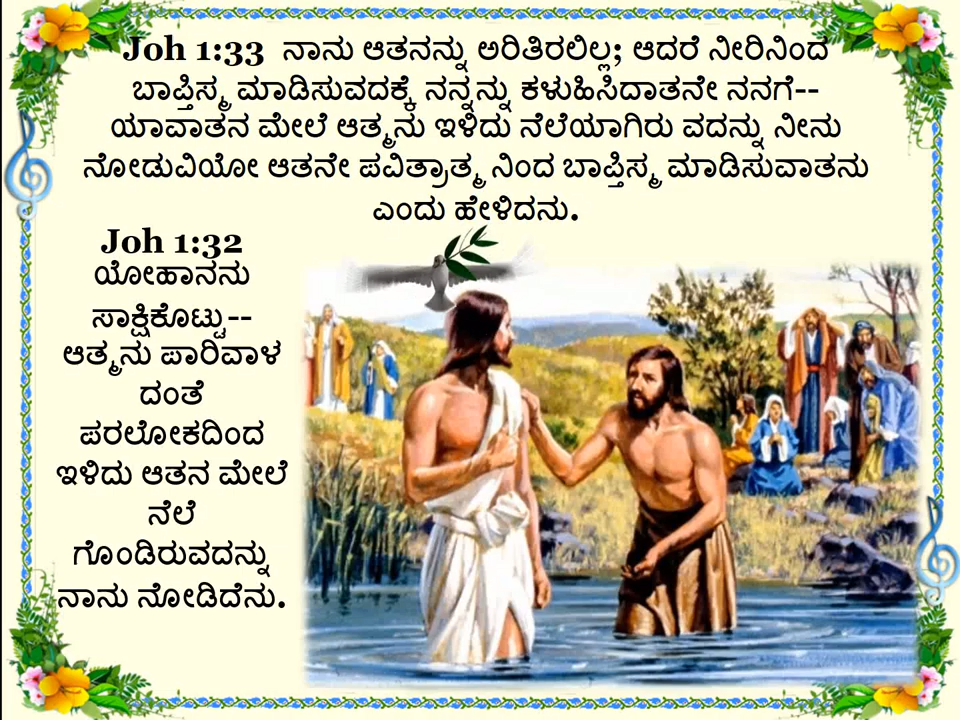 Joh 1:33 ನಾನು ಆತನನ್ನು ಅರಿತಿರಲಿಲ್ಲ; ಆದರೆ ನೀರಿನಿಂದ
ಬಾಪ್ತಿಸ್ಮ ಮಾಡಿಸುವದಕ್ಕೆ ನನ್ನನ್ನು ಕಳುಹಿಸಿದಾತನೇ ನನಗೆ--
ಯಾವಾತನ ಮೇಲೆ ಆತ್ಮನು ಇಳಿದು ನೆಲೆಯಾಗಿರು ವದನ್ನು ನೀನು
ನೋಡುವಿಯೋ ಆತನೇ ಪವಿತ್ರಾತ್ಮ ನಿಂದ ಬಾಪ್ತಿಸ್ಮ ಮಾಡಿಸುವಾತನು
ಎಂದು ಹೇಳಿದನು.
Joh 1:32
ಯೋಹಾನನು
ಸಾಕ್ಷಿಕೊಟ್ಟು--
ಆತ್ಮನು ಪಾರಿವಾಳ
ದಂತೆ
ಪರಲೋಕದಿಂದ
ಇಳಿದು ಆತನ ಮೇಲೆ
ನೆಲೆ
ಗೊಂಡಿರುವದನ್ನು
ನಾನು ನೋಡಿದೆನು.